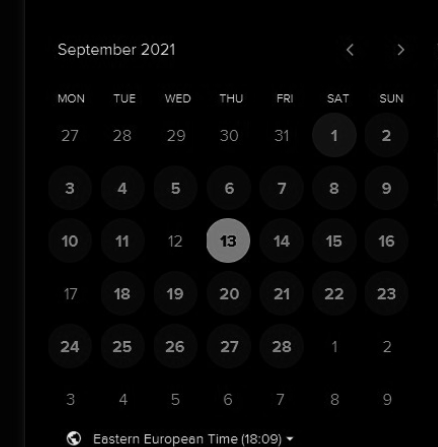 September 2021
MON TUE WED THU FRI SAT SUN
27 28 29 30 31 1 2
3 4 5 6 7 8 9
10 11 12 13 14 15 16
17 18 19 20 21 22 23
24 25 26 27 28 1 2
3 4 5 6 7 8 9
Eastern European Time (18:09)